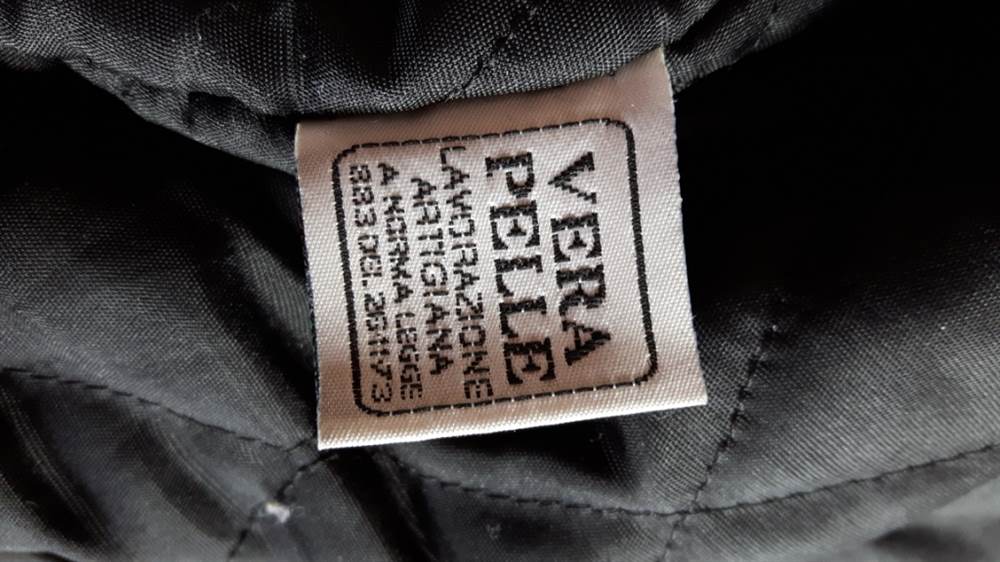 VERA
PELLE
LAVORAZIONE
ARTIGIANA
A NORMA LEGGE
883 DEL 26.11.73